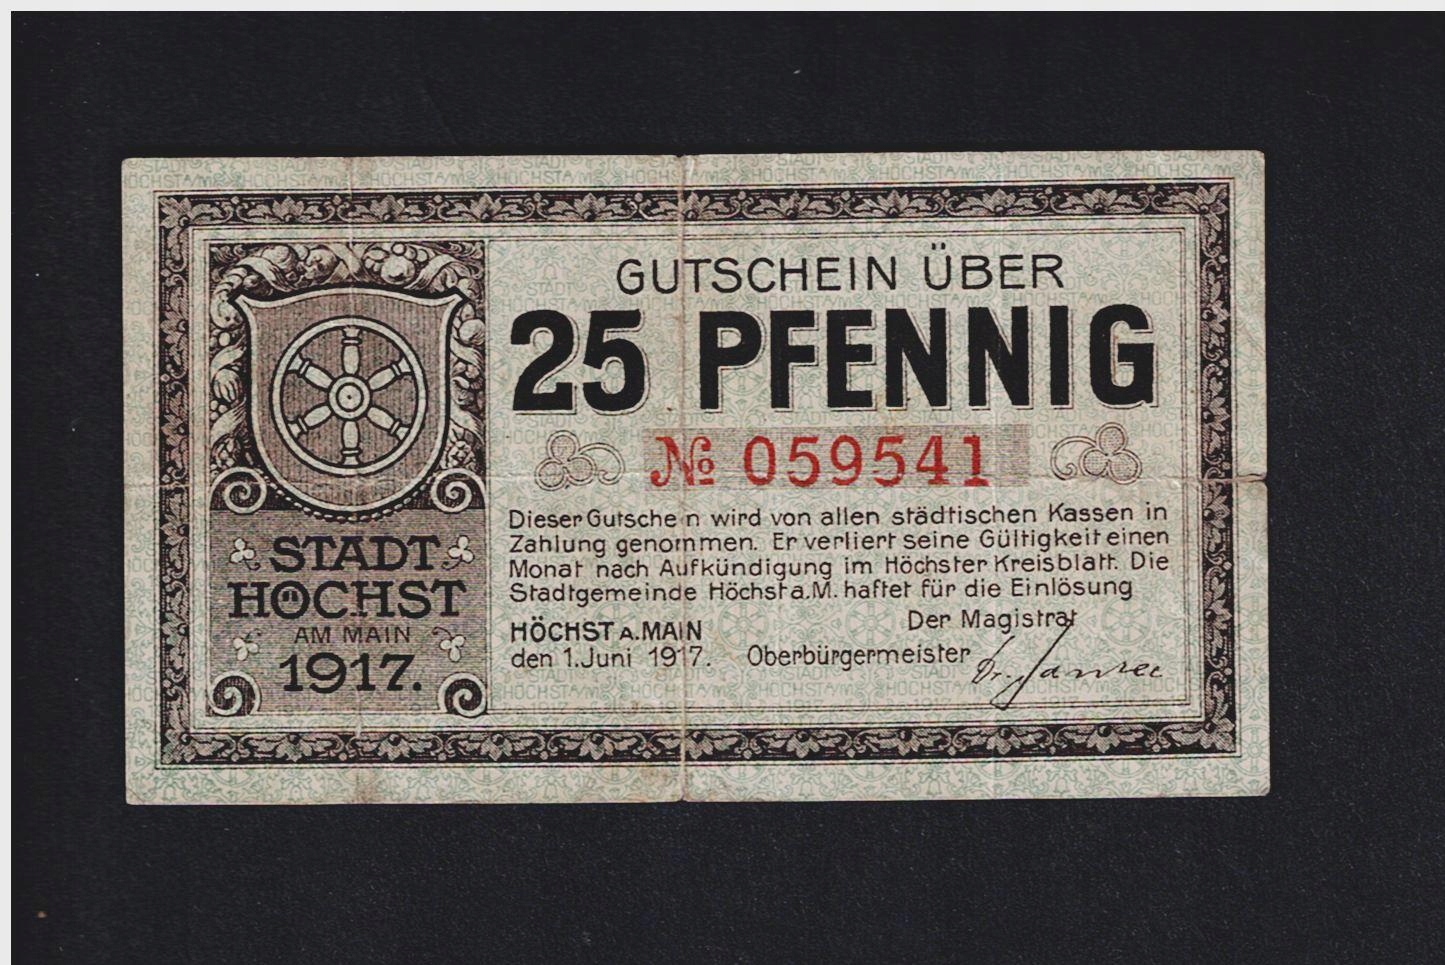 GUTSCHEIN ÜBER
25 PFENNIG
№ 059541
Dieser Gutschein wird von allen städtischen Kassen in
Zahlung genommen. Er verliert seine Gültigkeit einen
Monat nach Aufkündigung im Höchster Kreisblatt. Die
Stadtgemeinde Höchst a.M. haftet für die Einlösung
HÖCHST A. MAIN
den 1. Juni 1917.
Der Magistrat
Oberbürgermeister Dr.
STADT
HÖCHST
AM MAIN
1917.